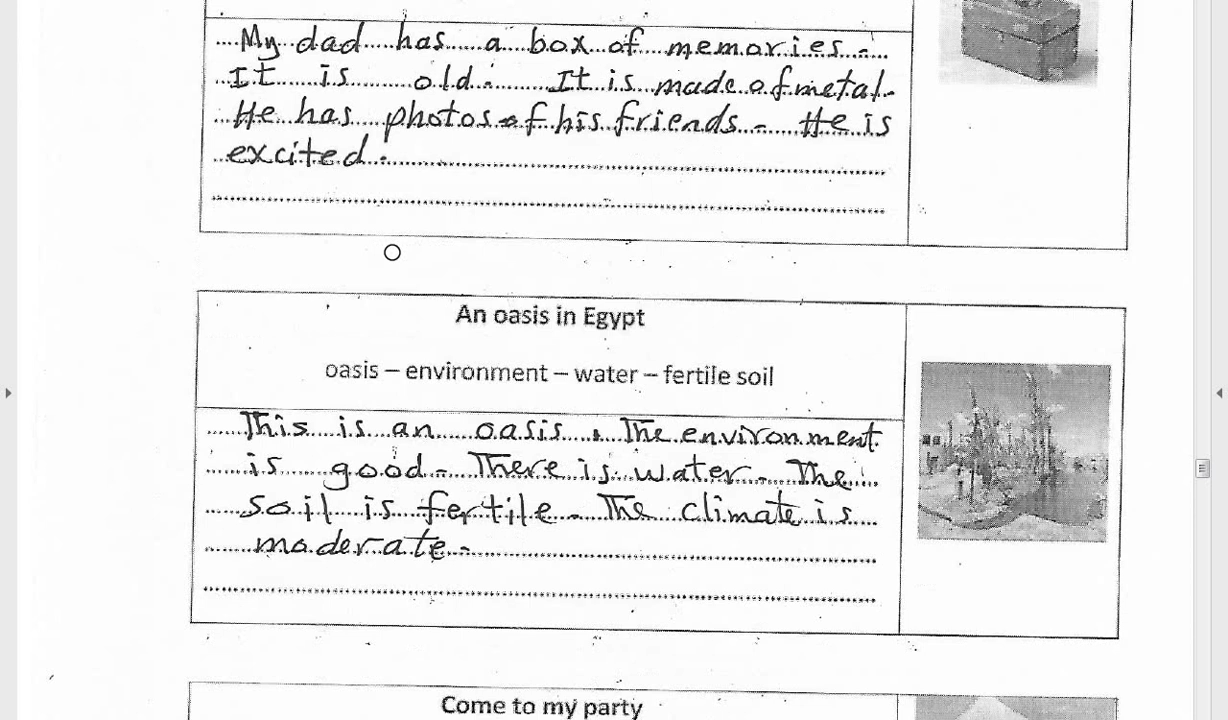 My dad has a box of memories.
It is old. It is made of metal.
He has photos of his friends. He is
excited.
An oasis in Egypt
oasis – environment – water – fertile soil
This is an oasis. The environment
is good. There is water. The
soil is fertile. The climate is
moderate.
Come to my party